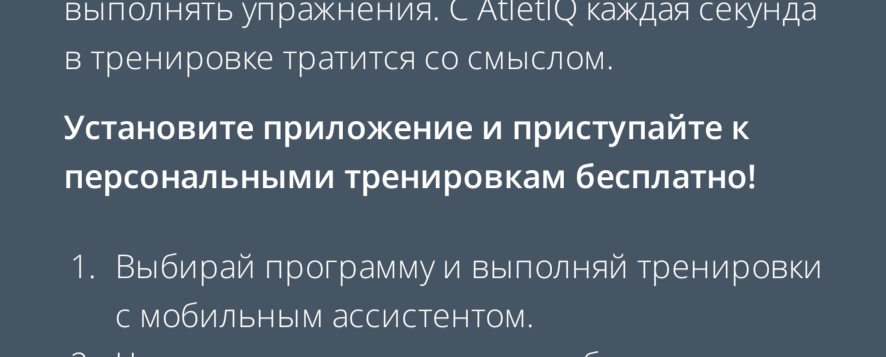 выполнять упражнения. С AtletIQ каждая секунда
в тренировке тратится со смыслом.
Установите приложение и приступайте к
персональными тренировкам бесплатно!
1. Выбирай программу и выполняй тренировки
с мобильным ассистентом.